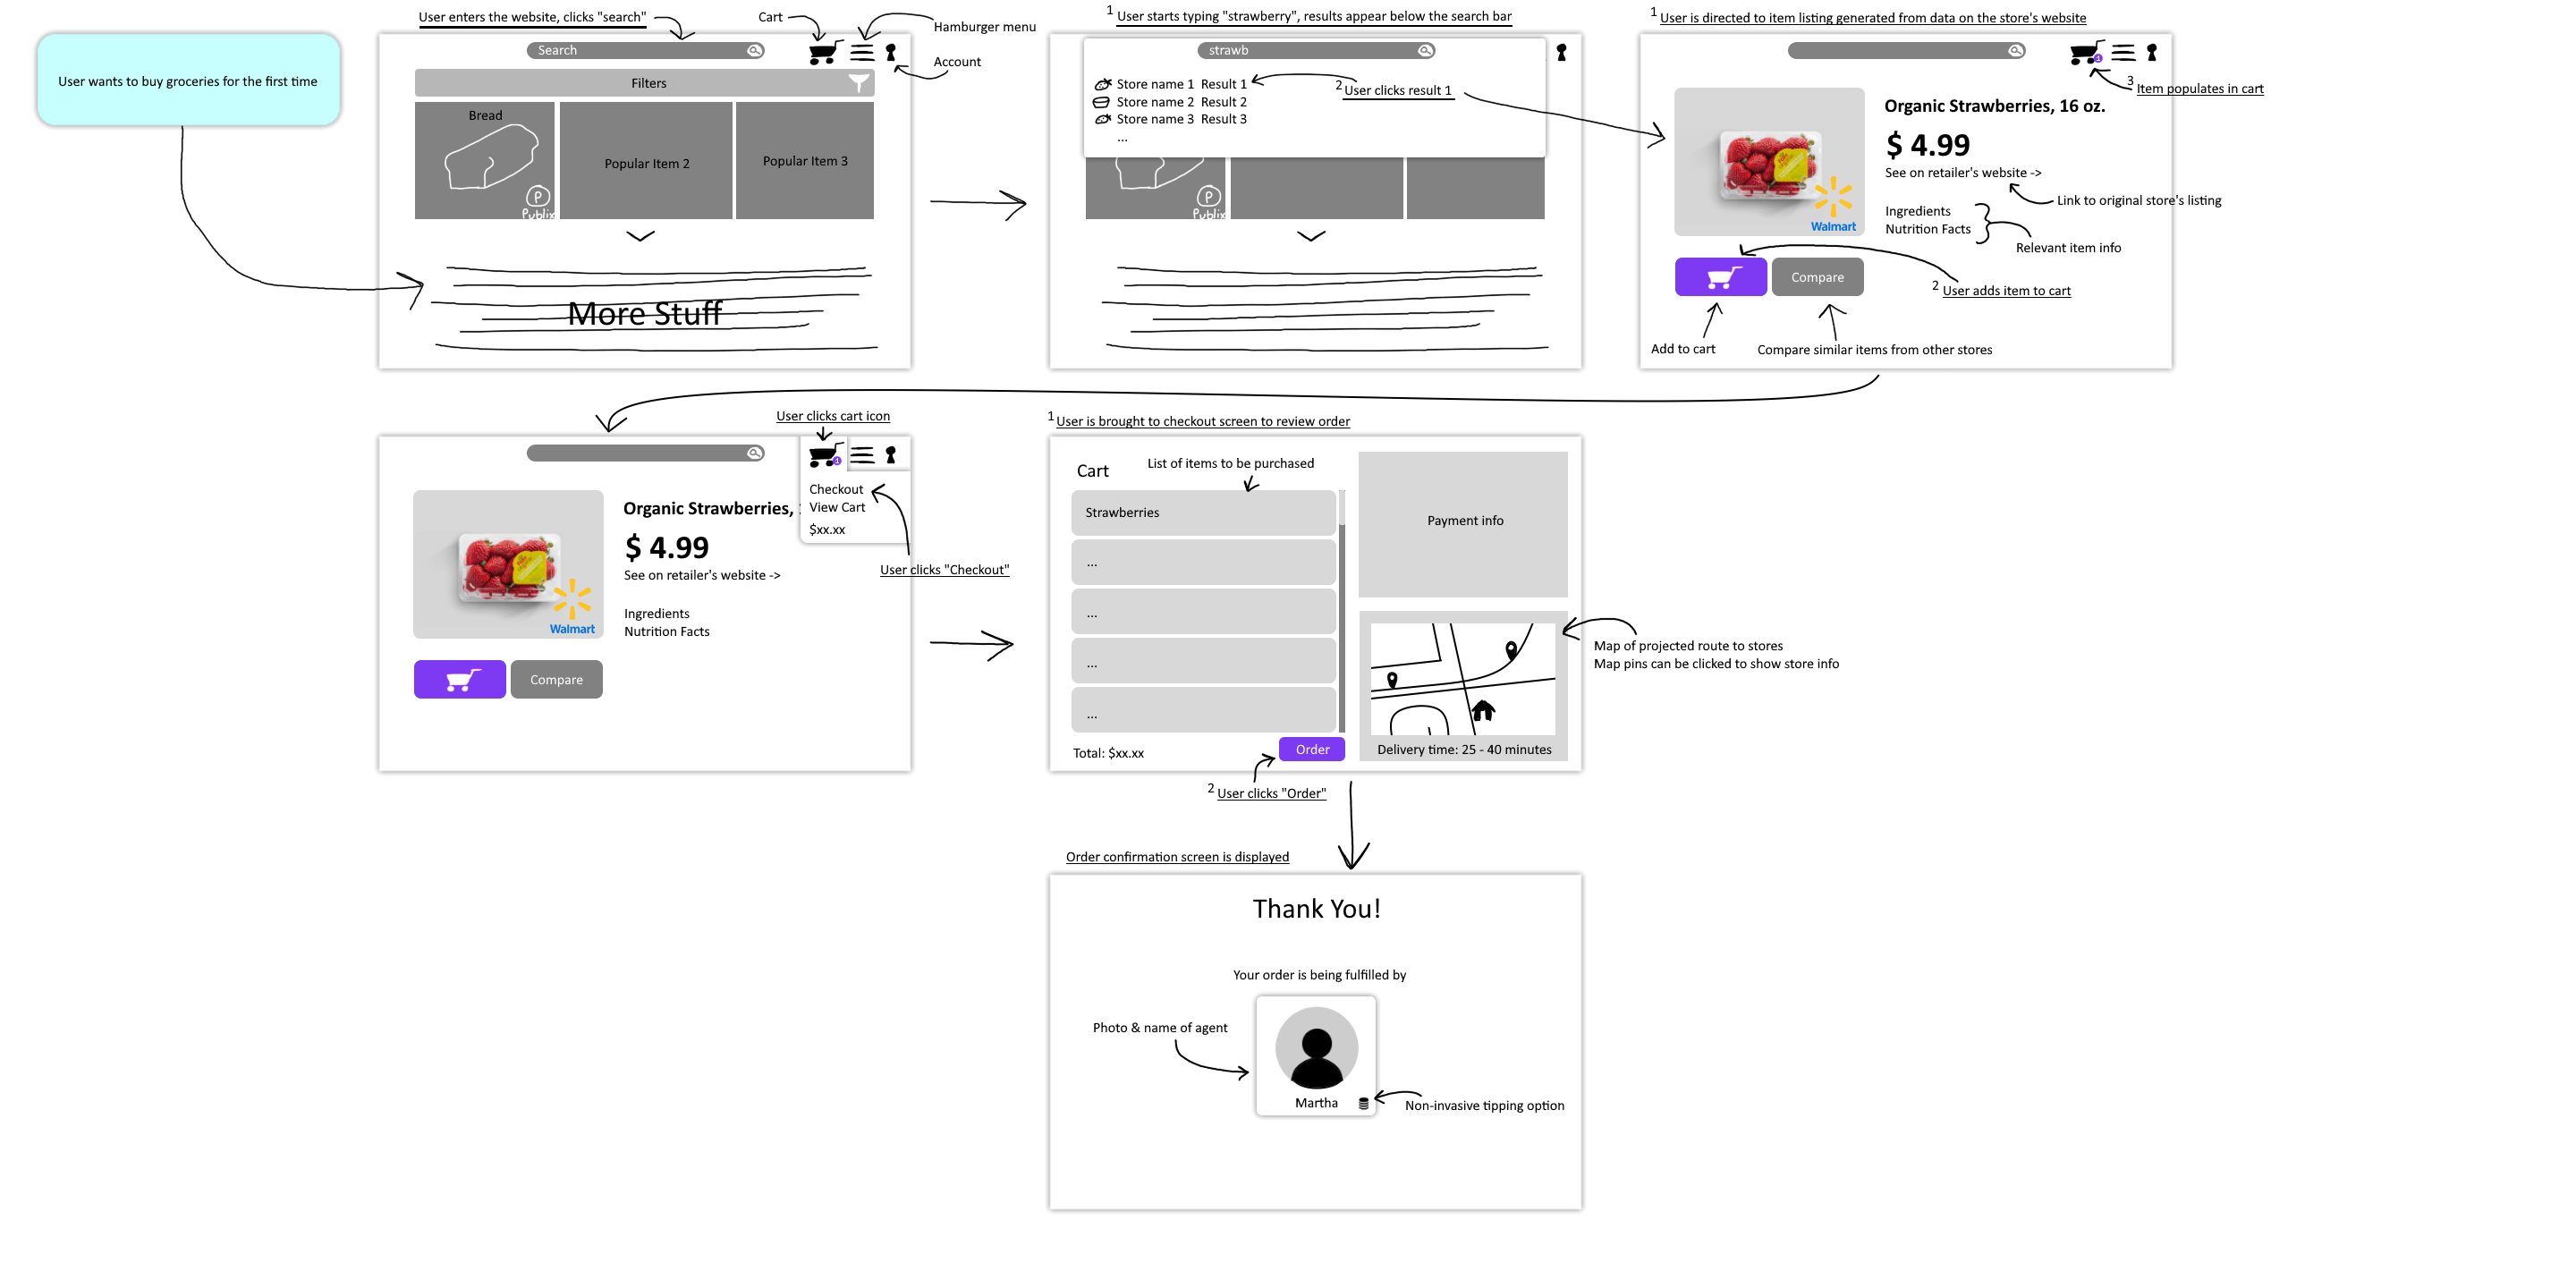 User wants to buy groceries for the first time
User enters the website, clicks "search"
Cart
Hamburger menu
Account
Search
Filters
Bread
Publix
Popular Item 2
Popular Item 3
More Stuff
1 User starts typing "strawberry", results appear below the search bar
strawb
Store name 1 Result 1
Store name 2 Result 2
Store name 3 Result 3
...
2 User clicks result 1
Publix
1 User is directed to item listing generated from data on the store's website
1
3 Item populates in cart
Organic Strawberries, 16 oz.
$ 4.99
See on retailer's website ->
Link to original store's listing
Ingredients
Nutrition Facts
Relevant item info
Walmart
Compare
2 User adds item to cart
Add to cart
Compare similar items from other stores
User clicks cart icon
1
Checkout
View Cart
$xx.xx
User clicks "Checkout"
Organic Strawberries,
$ 4.99
See on retailer's website ->
Ingredients
Nutrition Facts
Walmart
Compare
1 User is brought to checkout screen to review order
Cart
List of items to be purchased
Strawberries
...
...
...
...
Total: $xx.xx
Order
2 User clicks "Order"
Payment info
Map of projected route to stores
Map pins can be clicked to show store info
Delivery time: 25 - 40 minutes
Order confirmation screen is displayed
Thank You!
Your order is being fulfilled by
Photo & name of agent
Martha
Non-invasive tipping option